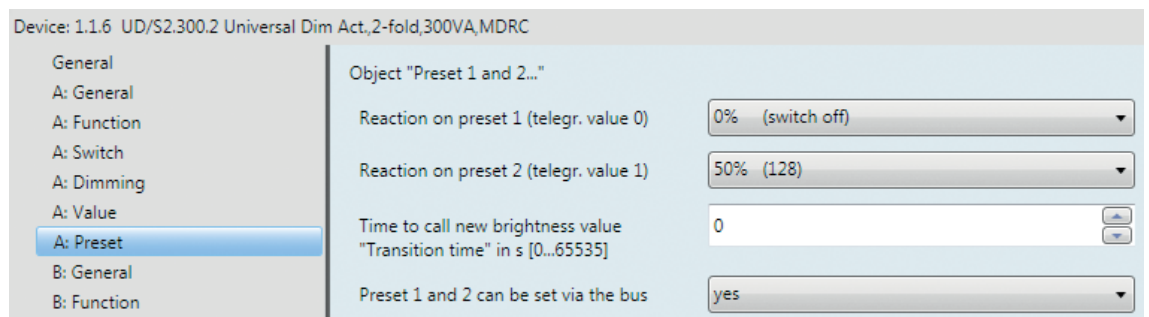 Device: 1.1.6 UD/S2.300.2 Universal Dim Act.,2-fold,300VA,MDRC
General
A: General
A: Function
A: Switch
A: Dimming
A: Value
A: Preset
B: General
B: Function
Object "Preset 1 and 2..."
Reaction on preset 1 (telegr. value 0)
0% (switch off)
Reaction on preset 2 (telegr. value 1)
50% (128)
Time to call new brightness value
"Transition time" in s [0...65535]
0
Preset 1 and 2 can be set via the bus
yes